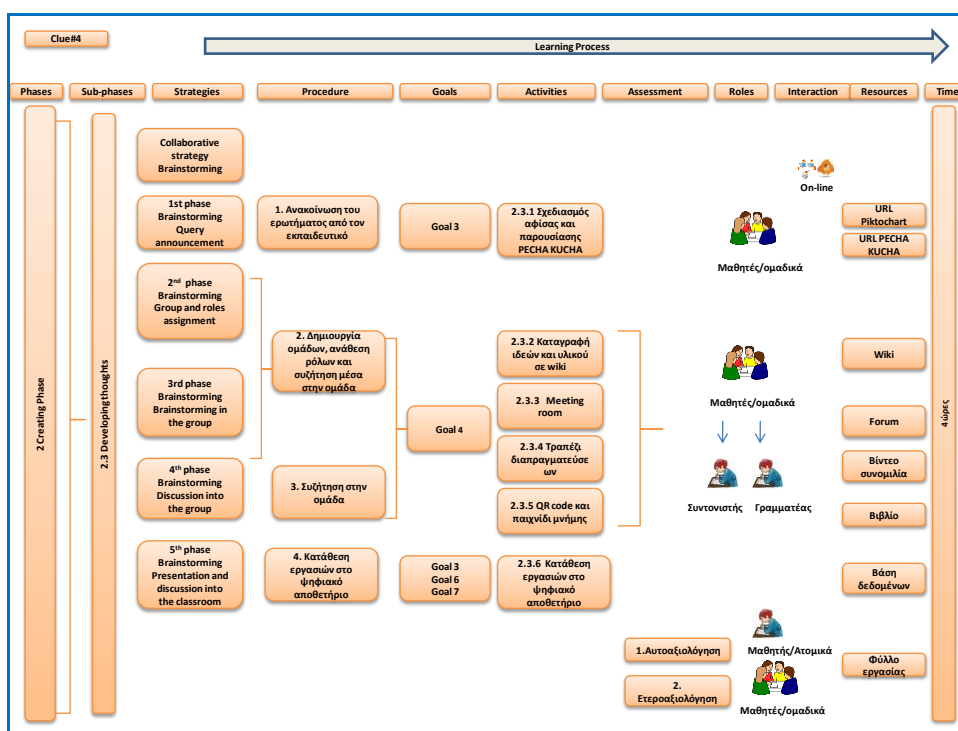 Clue#4
Learning Process
Phases
Sub-phases
Strategies
Procedure
Goals
Activities
Assessment
Roles
Interaction
Resources
Time
2 Creating Phase
2.3 Developing thoughts
Collaborative
strategy
Brainstorming
1st phase
Brainstorming
Query
announcement
2nd phase
Brainstorming
Group and roles
assignment
3rd phase
Brainstorming
Brainstorming in
the group
4th phase
Brainstorming
Discussion into
the group
5th phase
Brainstorming
Presentation and
discussion into
the classroom
1. Ανακοίνωση του
ερωτήματος από τον
εκπαιδευτικό
2. Δημιουργία
ομάδων, ανάθεση
ρόλων και
συζήτηση μέσα
στην ομάδα
3. Συζήτηση στην
ομάδα
4. Κατάθεση
εργασιών στο
ψηφιακό
αποθετήριο
Goal 3
Goal 4
Goal 3
Goal 6
Goal 7
2.3.1 Σχεδιασμός
αφίσας και
παρουσίασης
PECHA KUCHA
2.3.2 Καταγραφή
ιδεών και υλικού
σε wiki
2.3.3 Meeting
room
2.3.4 Τραπέζι
διαπραγματεύσε
ων
2.3.5 QR code και
παιχνίδι μνήμης
2.3.6 Κατάθεση
εργασιών στο
ψηφιακό
αποθετήριο
1.Αυτοαξιολόγηση
2.
Ετεροαξιολόγηση
On-line
Μαθητές/ομαδικά
Μαθητές/ομαδικά
Συντονιστής
Γραμματέας
Μαθητής/Ατομικά
Μαθητές/ομαδικά
URL
Piktochart
URL PECHA
KUCHA
Wiki
Forum
Βίντεο
συνομιλία
Βιβλίο
Βάση
δεδομένων
Φύλλο
εργασίας
4 ώρες